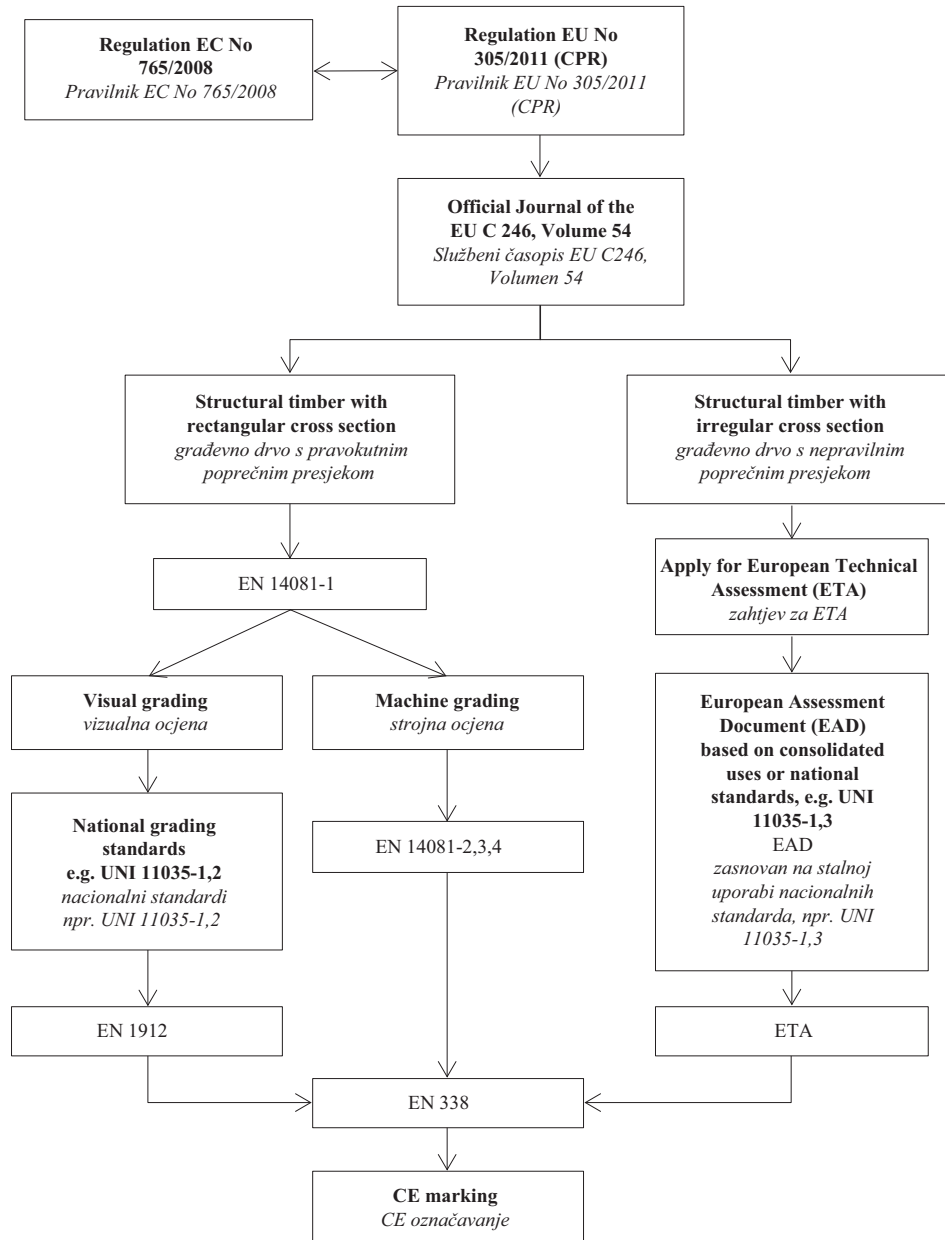 Regulation EC No
765/2008
Pravilnik EC No 765/2008
Regulation EU No
305/2011 (CPR)
Pravilnik EU No 305/2011
(CPR)
Official Journal of the
EU C 246, Volume 54
Službeni časopis EU C246,
Volumen 54
Structural timber with
rectangular cross section
građevno drvo s pravokutnim
poprečnim presjekom
Structural timber with
irregular cross section
građevno drvo s nepravilnim
poprečnim presjekom
EN 14081-1
Apply for European Technical
Assessment (ETA)
zahtjev za ETA
Visual grading
vizualna ocjena
Machine grading
strojna ocjena
European Assessment
Document (EAD)
based on consolidated
uses or national
standards, e.g. UNI
11035-1,3
EAD
zasnovan na stalnoj
uporabi nacionalnih
standarda, npr. UNI
11035-1,3
National grading
standards
e.g. UNI 11035-1,2
nacionalni standardi
npr. UNI 11035-1,2
EN 14081-2,3,4
EN 1912
ETA
EN 338
CE marking
CE označavanje